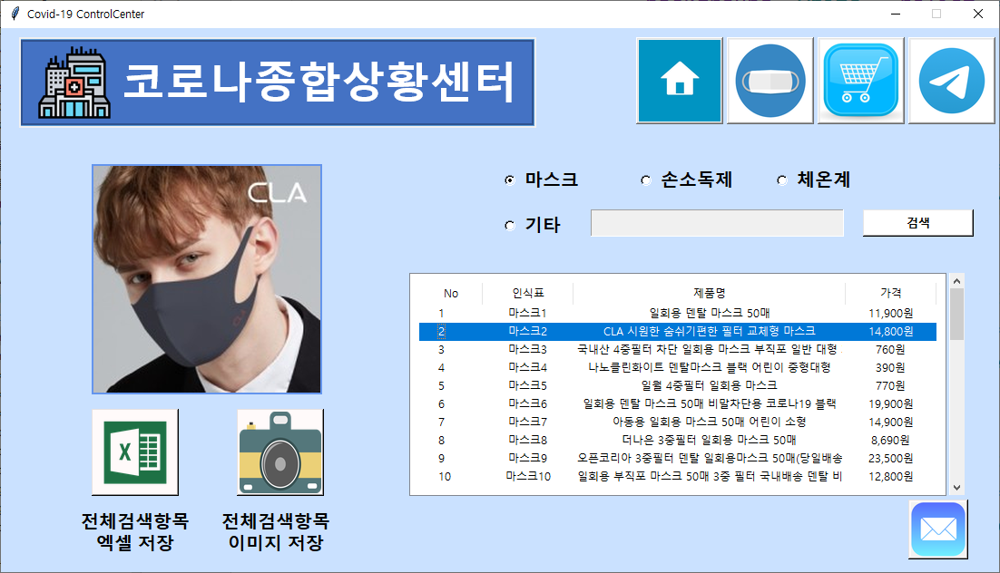 Covid-19 ControlCenter
코로나종합상황센터
CLA
CLA
마스크 손소독제 체온계
기타 검색
No 인식표 제품명 가격
1 마스크1 일회용 덴탈 마스크 50매 11,900원
2 마스크2 CLA 시원한 숨쉬기편한 필터 교체형 마스크 14,800원
3 마스크3 국내산 4중필터 차단 일회용 마스크 부직포 일반 대형 760원
4 마스크4 나노클린화이트 덴탈마스크 블랙 어린이 중형대형 390원
5 마스크5 일월 4중필터 일회용 마스크 770원
6 마스크6 일회용 덴탈 마스크 50매 비말차단용 코로나19 블랙 19,900원
7 마스크7 아동용 일회용 마스크 50매 어린이 소형 14,900원
8 마스크8 더나은 3중필터 일회용 마스크 50매 8,690원
9 마스크9 오픈코리아 3중필터 덴탈 일회용마스크 50매(당일배송 23,500원
10 마스크10 일회용 부직포 마스크 50매 3중 필터 국내배송 덴탈 비 12,800원
X
전체검색항목
엑셀 저장
전체검색항목
이미지 저장